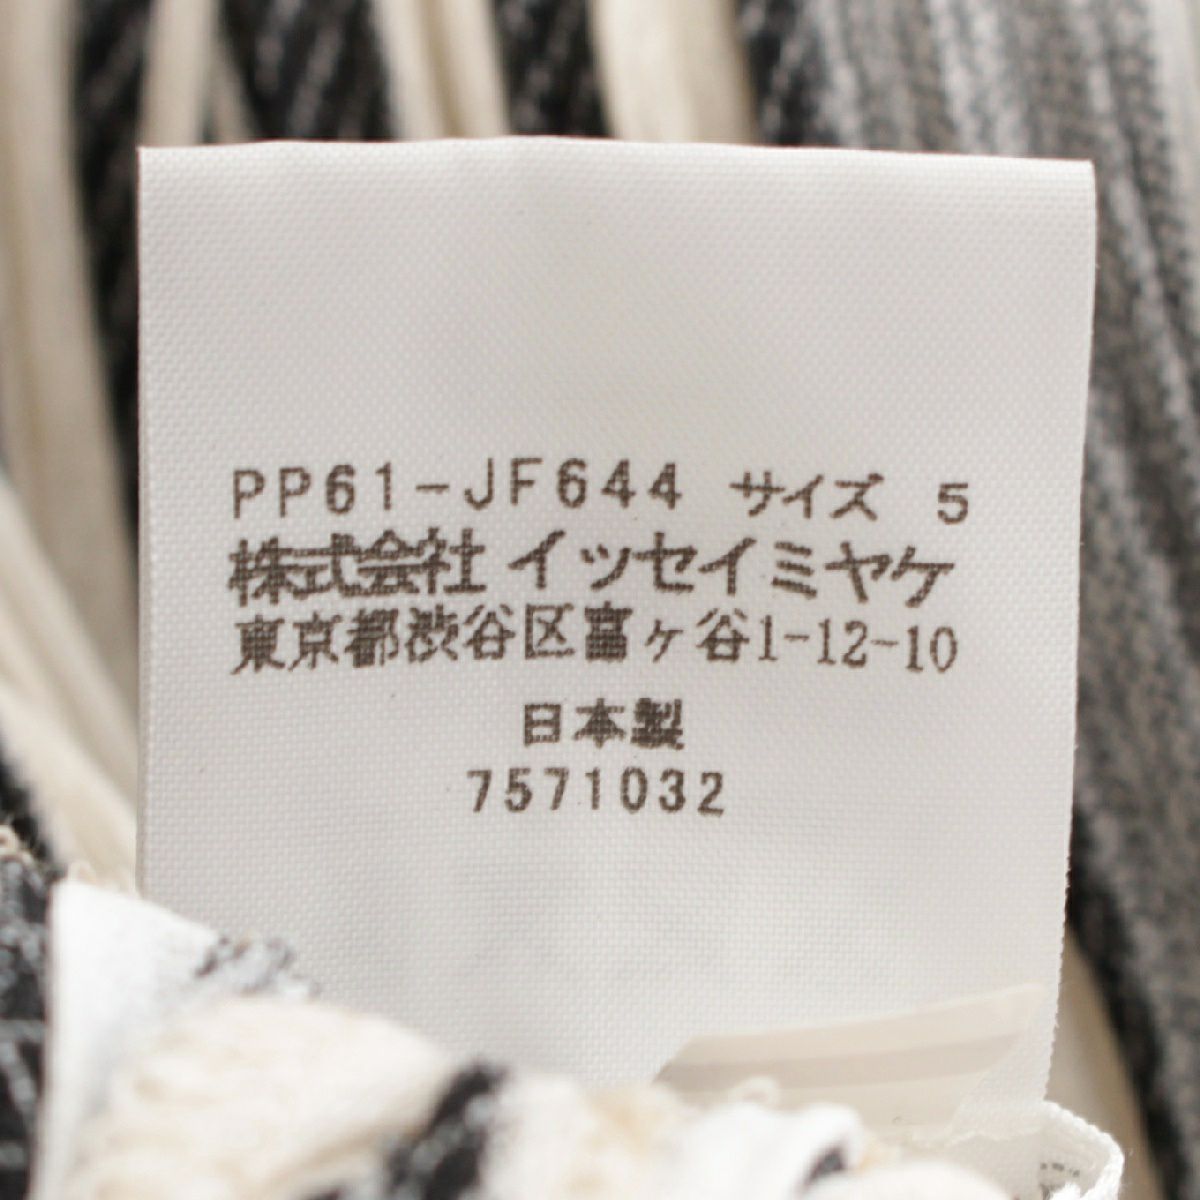 PP61-JF644 サイズ 5
株式会社イッセイミヤケ
東京都渋谷区富ヶ谷1-12-10
日本製
7571032